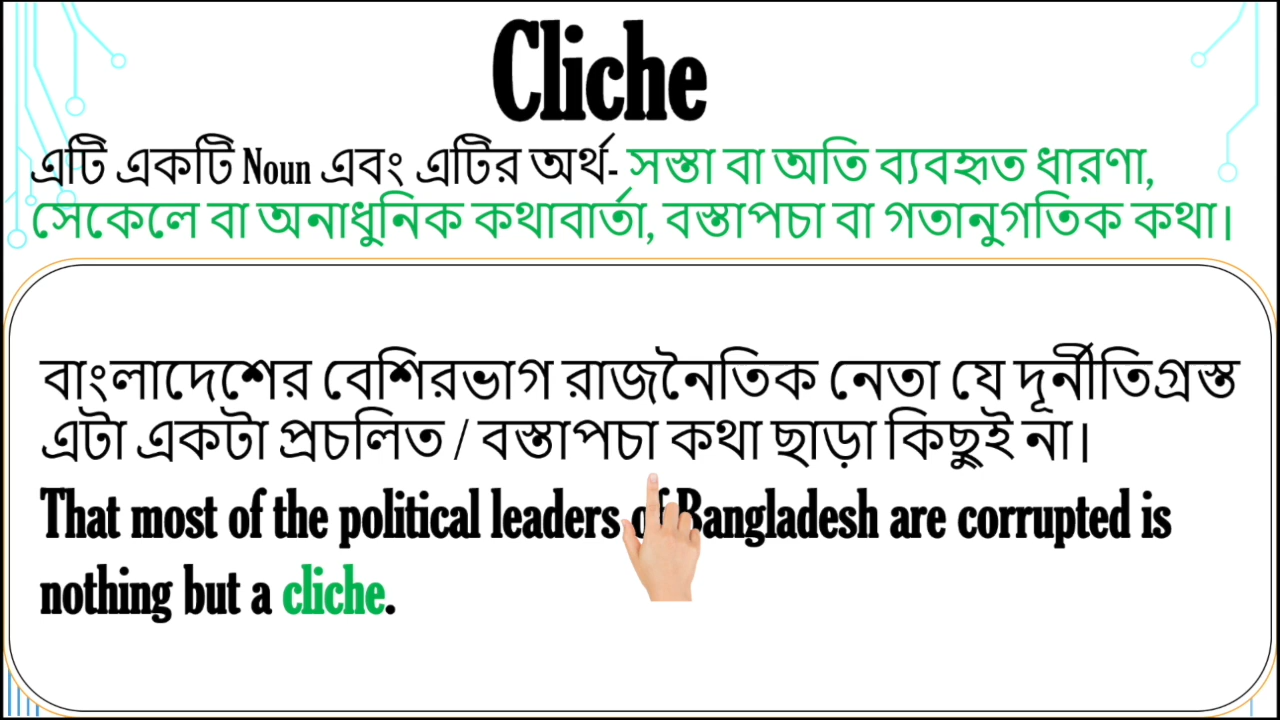 Cliche
এটি একটি Noun এবং এটির অর্থ- সস্তা বা অতি ব্যবহৃত ধারণা,
সেকেলে বা অনাধুনিক কথাবার্তা, বস্তাপচা বা গতানুগতিক কথা।
বাংলাদেশের বেশিরভাগ রাজনৈতিক নেতা যে দূর্নীতিগ্রস্ত
এটা একটা প্রচলিত / বস্তাপচা কথা ছাড়া কিছুই না।
That most of the political leaders of Bangladesh are corrupted is
nothing but a cliche.